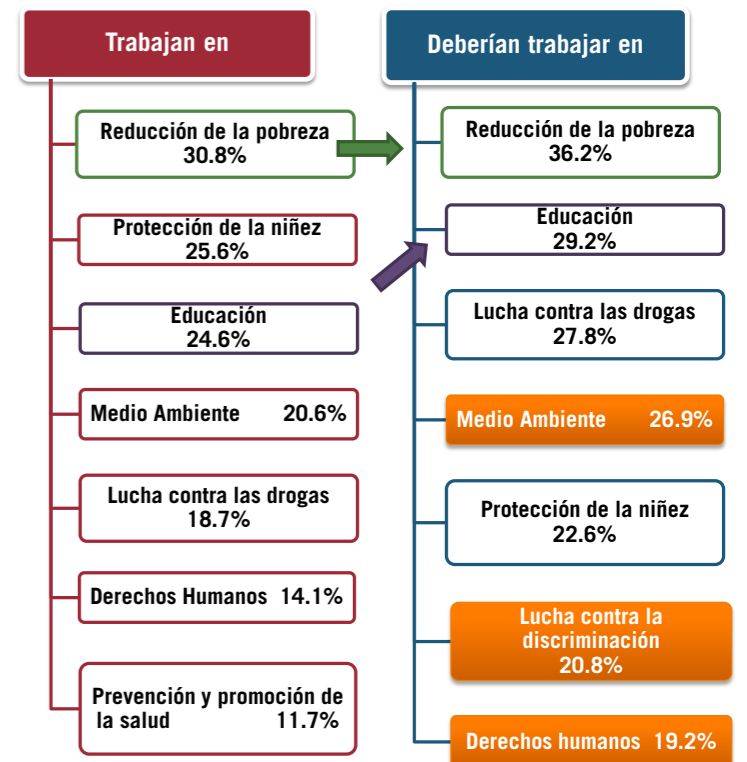 Trabajan en
Reducción de la pobreza
30.8%
Protección de la niñez
25.6%
Educación
24.6%
Medio Ambiente 20.6%
Lucha contra las drogas
18.7%
Derechos Humanos 14.1%
Prevención y promoción de
la salud 11.7%
Deberían trabajar en
Reducción de la pobreza
36.2%
Educación
29.2%
Lucha contra las drogas
27.8%
Medio Ambiente 26.9%
Protección de la niñez
22.6%
Lucha contra la
discriminación
20.8%
Derechos humanos 19.2%